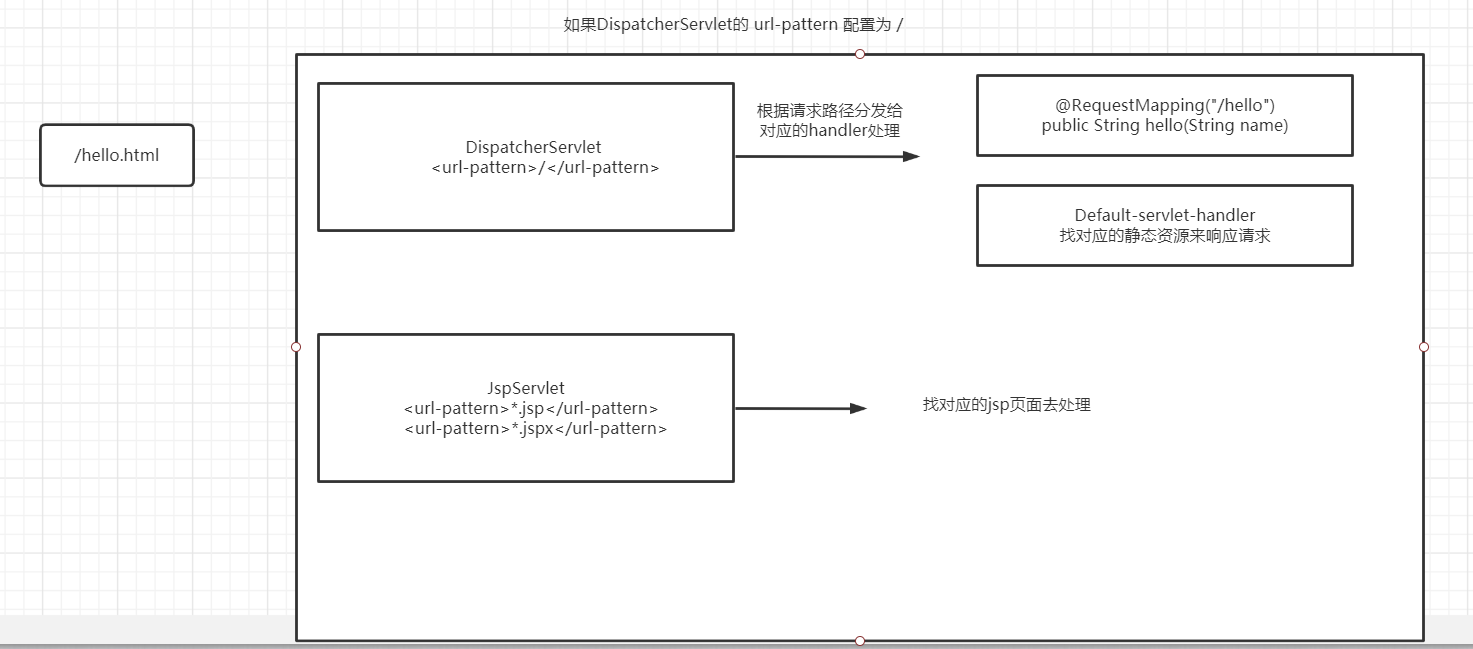 如果DispatcherServlet的 url-pattern 配置为 /
/hello.html
DispatcherServlet
<url-pattern>/</url-pattern>
根据请求路径分发给
对应的handler处理
@RequestMapping("/hello")
public String hello(String name)
Default-servlet-handler
找对应的静态资源来响应请求
JspServlet
<url-pattern>*.jsp</url-pattern>
<url-pattern>*.jspx</url-pattern>
找对应的jsp页面去处理